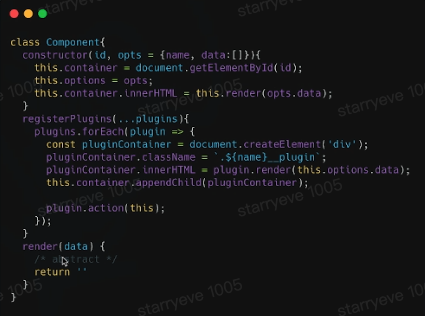 class Component{
  constructor(id, opts = {name, data:[]}){
    this.container = document.getElementById(id);
    this.options = opts;
    this.container.innerHTML = this.render(opts.data);
  }
  registerPlugins(...plugins){
    plugins.forEach(plugin => {
      const pluginContainer = document.createElement('div');
      pluginContainer.className = `.${name}__plugin`;
      pluginContainer.innerHTML = plugin.render(this.options.data);
      this.container.appendChild(pluginContainer);

      plugin.action(this);
    });
  }
  render(data) {
    /* abstract */
    return ''
  }
}
starryeve 1005
starryeve 1005
starryeve 1005
starryeve 1005
starryeve 1005